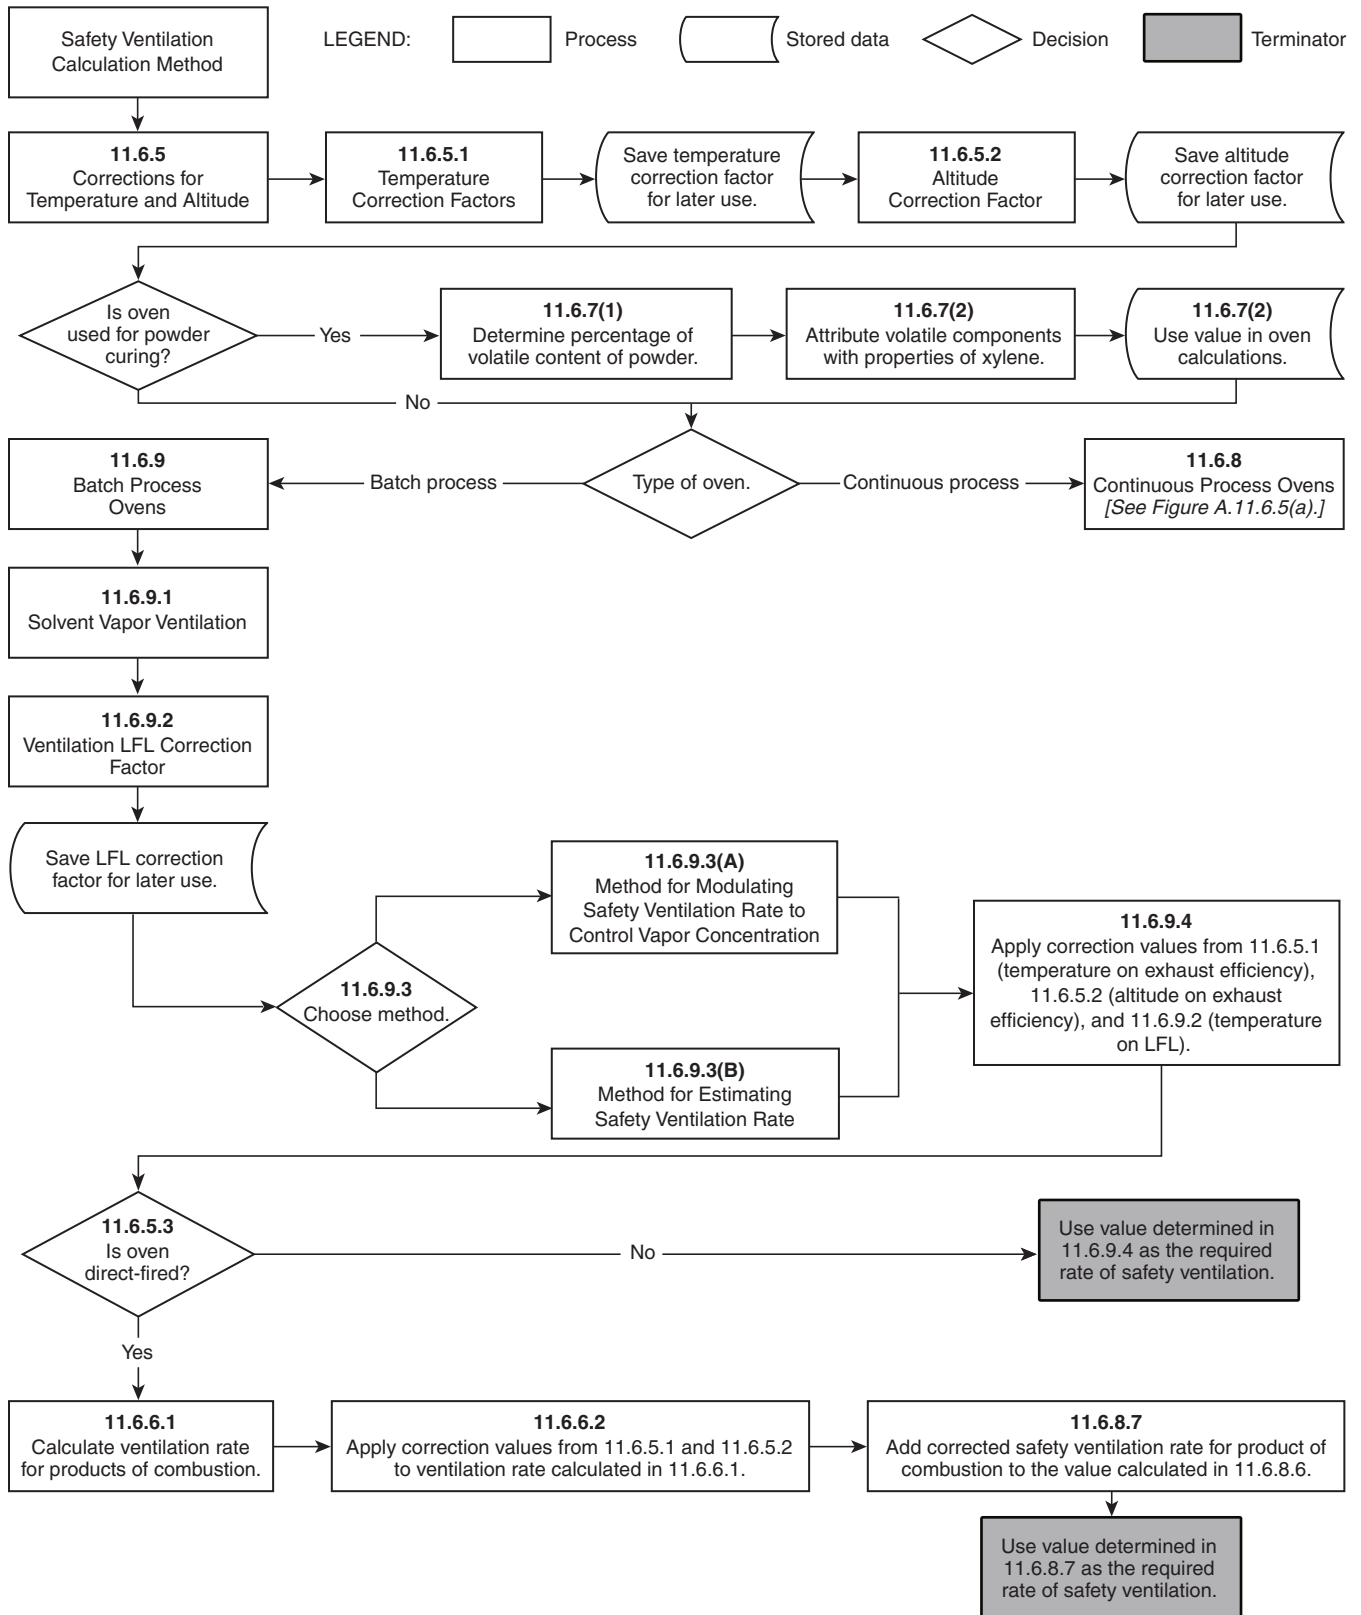 Safety Ventilation
Calculation Method
LEGEND:
Process
Stored data
Decision
Terminator
11.6.5
Corrections for
Temperature and Altitude
11.6.5.1
Temperature
Correction Factors
Save temperature
correction factor
for later use.
11.6.5.2
Altitude
Correction Factor
Save altitude
correction factor
for later use.
Is oven
used for powder
curing?
Yes
11.6.7(1)
Determine percentage of
volatile content of powder.
11.6.7(2)
Attribute volatile components
with properties of xylene.
11.6.7(2)
Use value in oven
calculations.
No
11.6.9
Batch Process
Ovens
Batch process
Type of oven.
Continuous process
11.6.8
Continuous Process Ovens
[See Figure A.11.6.5(a).]
11.6.9.1
Solvent Vapor Ventilation
11.6.9.2
Ventilation LFL Correction
Factor
Save LFL correction
factor for later use.
11.6.9.3
Choose method.
11.6.9.3(A)
Method for Modulating
Safety Ventilation Rate to
Control Vapor Concentration
11.6.9.3(B)
Method for Estimating
Safety Ventilation Rate
11.6.9.4
Apply correction values from 11.6.5.1
(temperature on exhaust efficiency),
11.6.5.2 (altitude on exhaust
efficiency), and 11.6.9.2 (temperature
on LFL).
11.6.5.3
Is oven
direct-fired?
No
Use value determined in
11.6.9.4 as the required
rate of safety ventilation.
Yes
11.6.6.1
Calculate ventilation rate
for products of combustion.
11.6.6.2
Apply correction values from 11.6.5.1 and 11.6.5.2
to ventilation rate calculated in 11.6.6.1.
11.6.8.7
Add corrected safety ventilation rate for product of
combustion to the value calculated in 11.6.8.6.
Use value determined in
11.6.8.7 as the required
rate of safety ventilation.